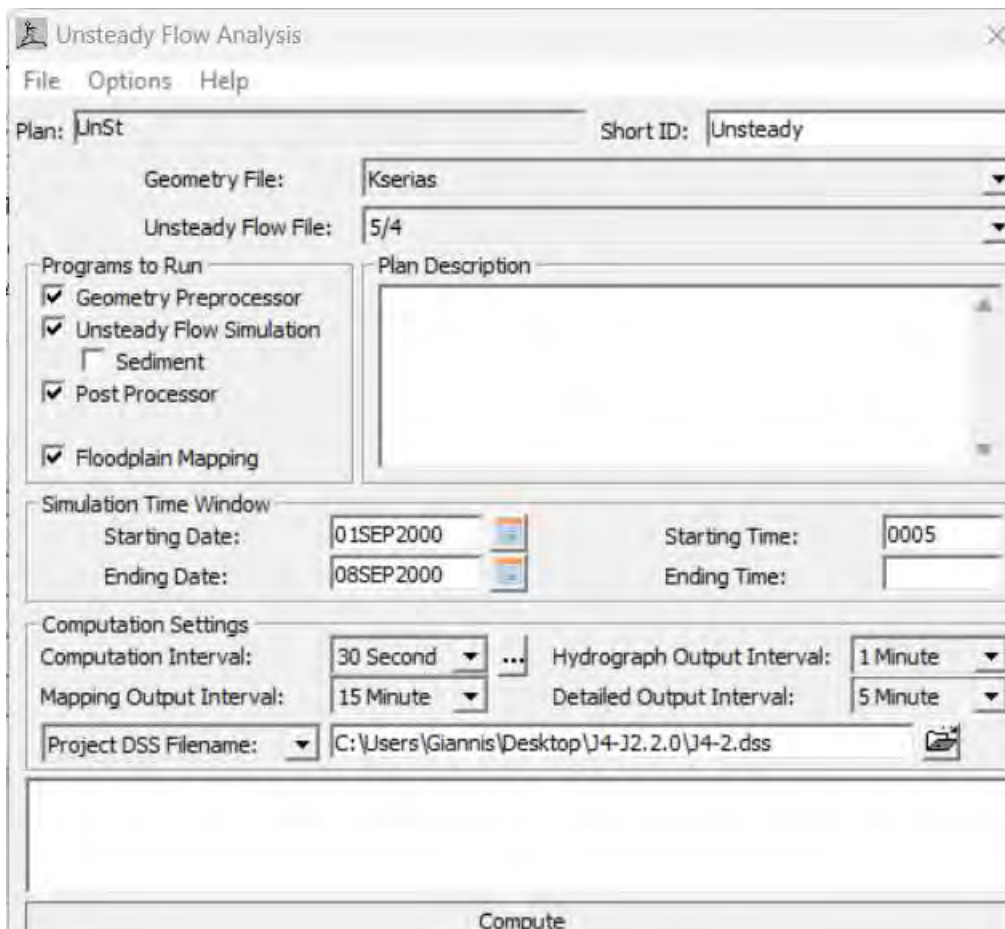 Unsteady Flow Analysis
File Options Help
Plan: UnSt Short ID: Unsteady
Geometry File: Kserias
Unsteady Flow File: 5/4
Programs to Run Plan Description
Geometry Preprocessor
Unsteady Flow Simulation
Sediment
Post Processor
Floodplain Mapping
Simulation Time Window
Starting Date: 01SEP2000 Starting Time: 0005
Ending Date: 08SEP2000 Ending Time:
Computation Settings
Computation Interval: 30 Second ... Hydrograph Output Interval: 1 Minute
Mapping Output Interval: 15 Minute Detailed Output Interval: 5 Minute
Project DSS Filename: C:\Users\Giannis\Desktop\J4-J2.2.0\J4-2.dss
Compute